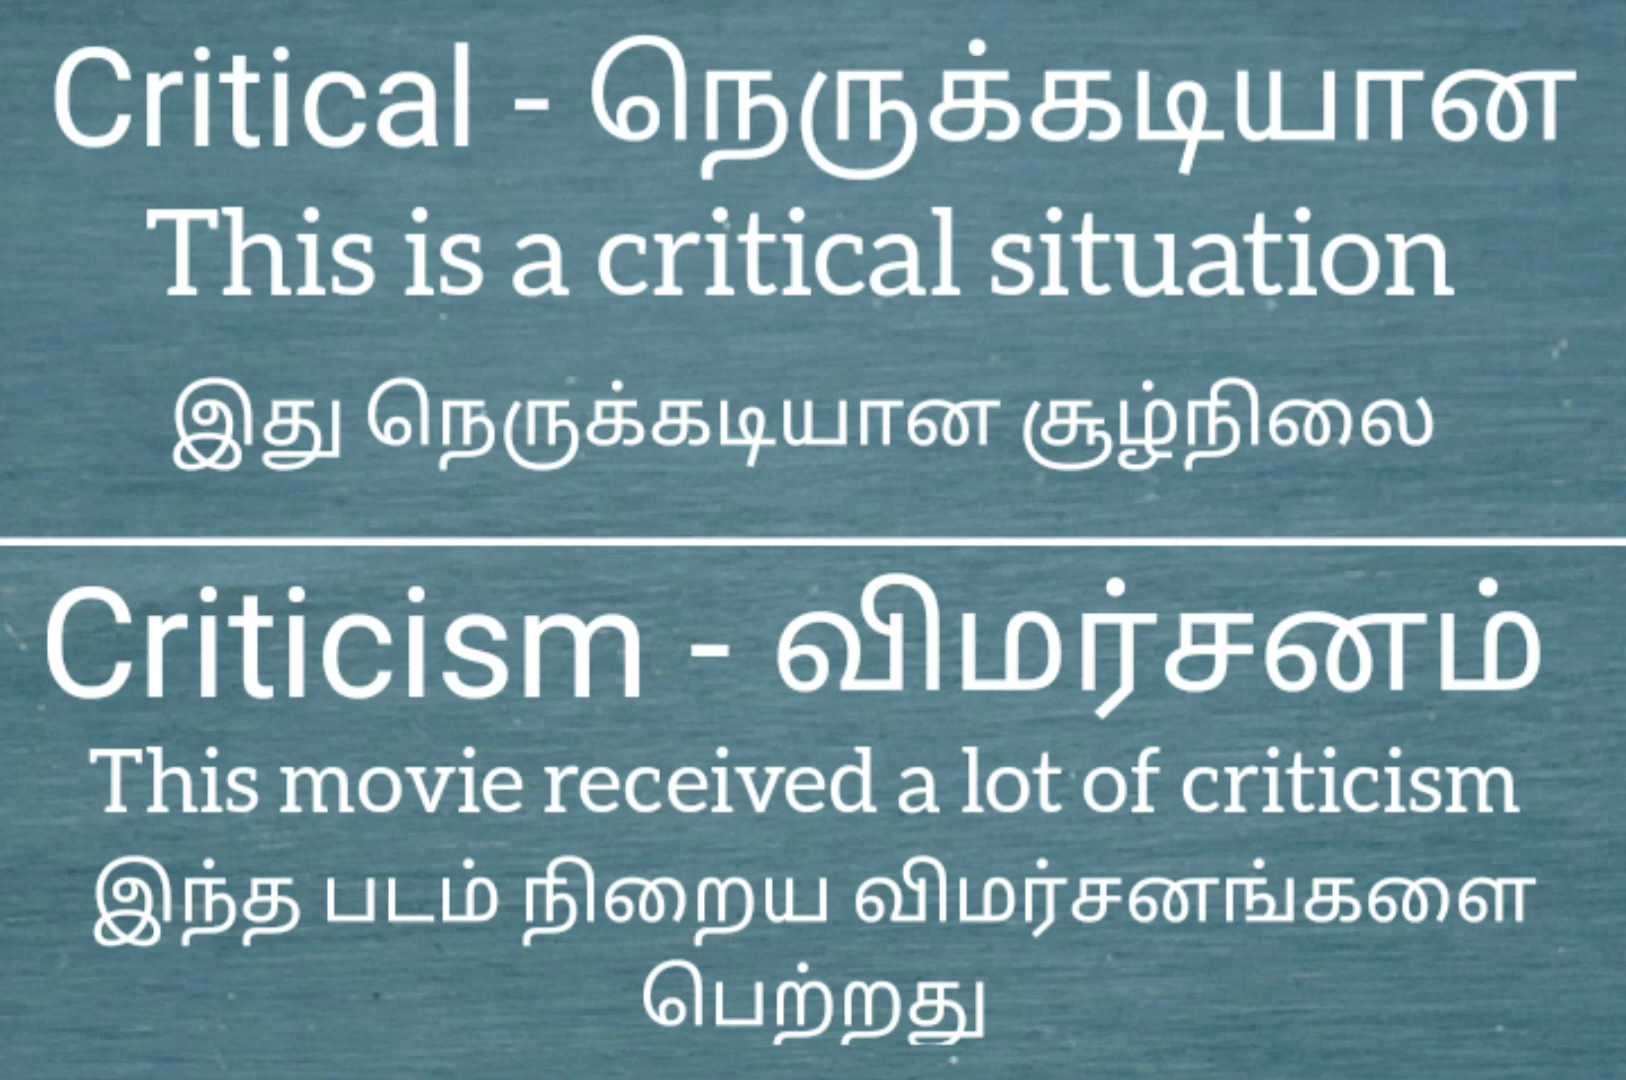 Critical - நெருக்கடியான
This is a critical situation
இது நெருக்கடியான சூழ்நிலை
Criticism - விமர்சனம்
This movie received a lot of criticism
இந்த படம் நிறைய விமர்சனங்களை
பெற்றது